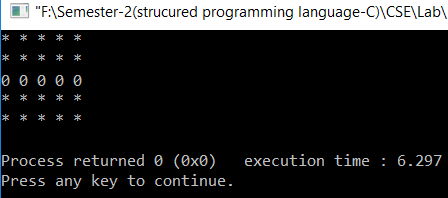 "F:\Semester-2(strucured programming language-C)\CSE\Lab\
* * * * *
* * * * *
0 0 0 0 0
* * * * *
* * * * *
Process returned 0 (0x0)   execution time : 6.297
Press any key to continue.